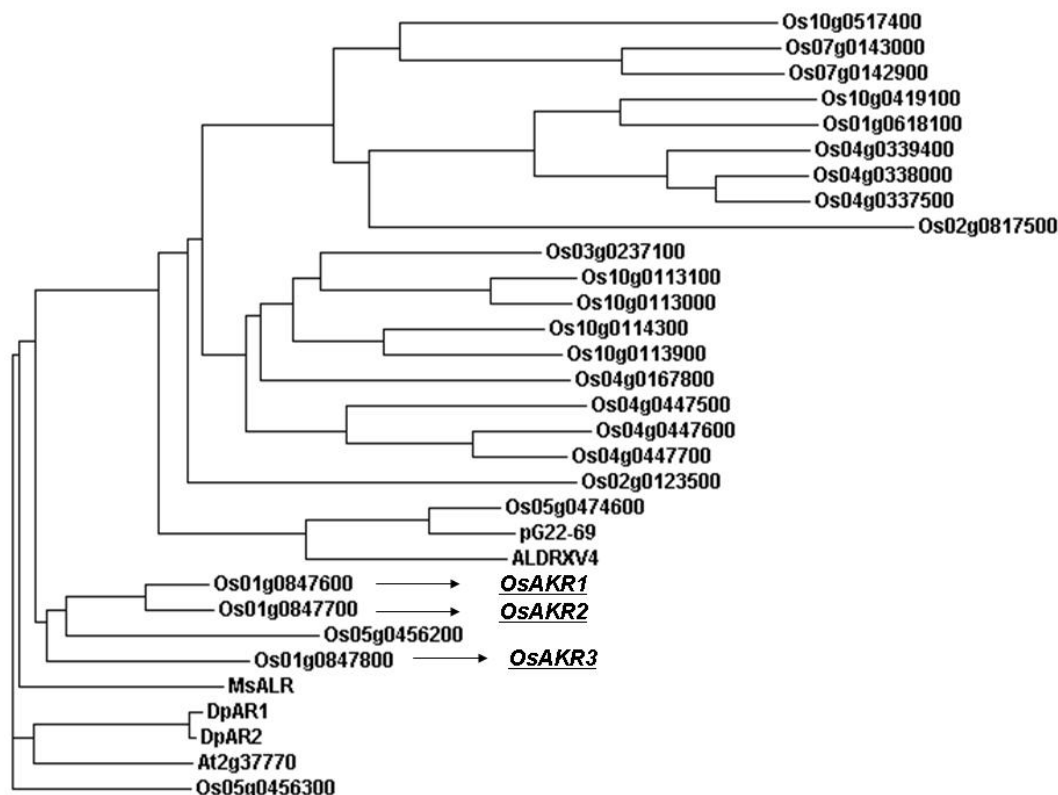 Os10g0517400
Os07g0143000
Os07g0142900
Os10g0419100
Os01g0618100
Os04g0339400
Os04g0338000
Os04g0337500
Os02g0817500
Os03g0237100
Os10g0113100
Os10g0113000
Os10g0114300
Os10g0113900
Os04g0167800
Os04g0447500
Os04g0447600
Os04g0447700
Os02g0123500
Os05g0474600
pG22-69
ALDRXV4
Os01g0847600 OsAKR1
Os01g0847700 OsAKR2
Os05g0456200
Os01g0847800 OsAKR3
MsALR
DpAR1
DpAR2
At2g37770
Os05g0456300